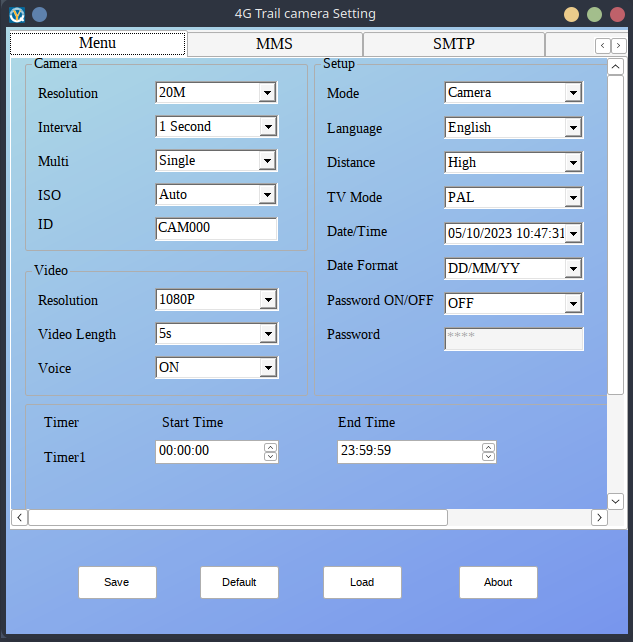 4G Trail camera Setting
Menu MMS SMTP
Camera
Resolution 20M
Interval 1 Second
Multi Single
ISO Auto
ID CAM000
Video
Resolution 1080P
Video Length 5s
Voice ON
Setup
Mode Camera
Language English
Distance High
TV Mode PAL
Date/Time 05/10/2023 10:47:31
Date Format DD/MM/YY
Password ON/OFF OFF
Password ****
Timer Start Time End Time
Timer1 00:00:00 23:59:59
Save Default Load About